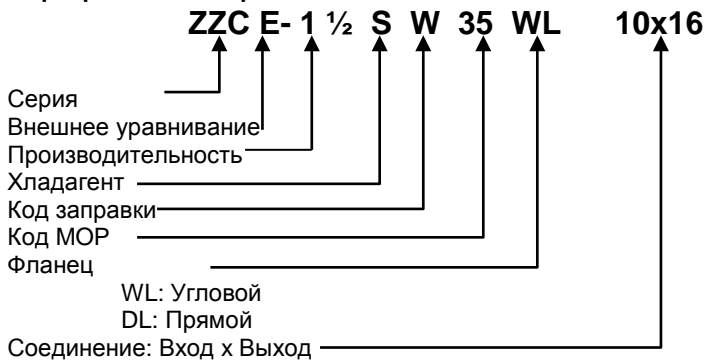 ZZC E- 1 ½ S W 35 WL 10x16
Серия
Внешнее уравнивание
Производительность
Хладагент
Код заправки
Код МОР
Фланец
WL: Угловой
DL: Прямой
Соединение: Вход x Выход